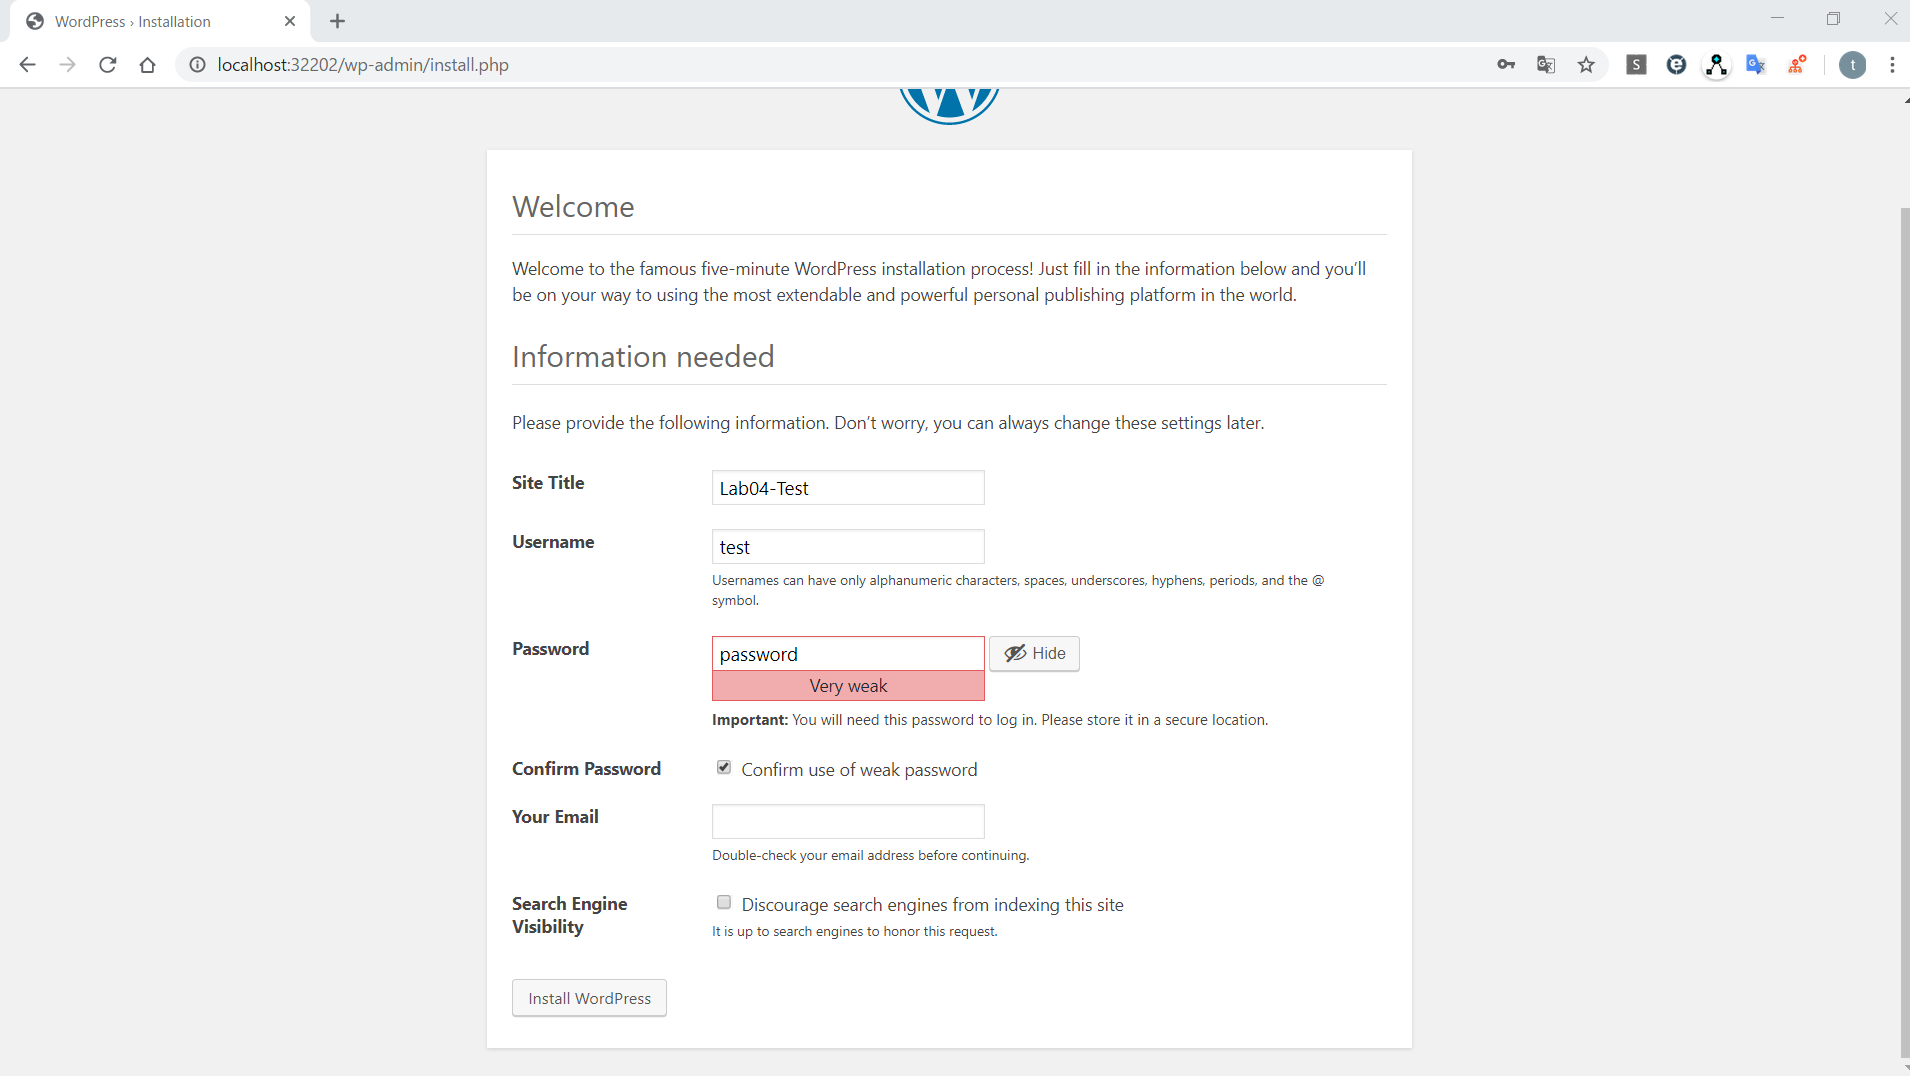 WordPress › Installation
localhost:32202/wp-admin/install.php
S
t
Welcome
Welcome to the famous five-minute WordPress installation process! Just fill in the information below and you’ll
be on your way to using the most extendable and powerful personal publishing platform in the world.
Information needed
Please provide the following information. Don’t worry, you can always change these settings later.
Site Title
Lab04-Test
Username
test
Usernames can have only alphanumeric characters, spaces, underscores, hyphens, periods, and the @
symbol.
Password
password
Hide
Very weak
Important: You will need this password to log in. Please store it in a secure location.
Confirm Password
Confirm use of weak password
Your Email
Double-check your email address before continuing.
Search Engine
Visibility
Discourage search engines from indexing this site
It is up to search engines to honor this request.
Install WordPress